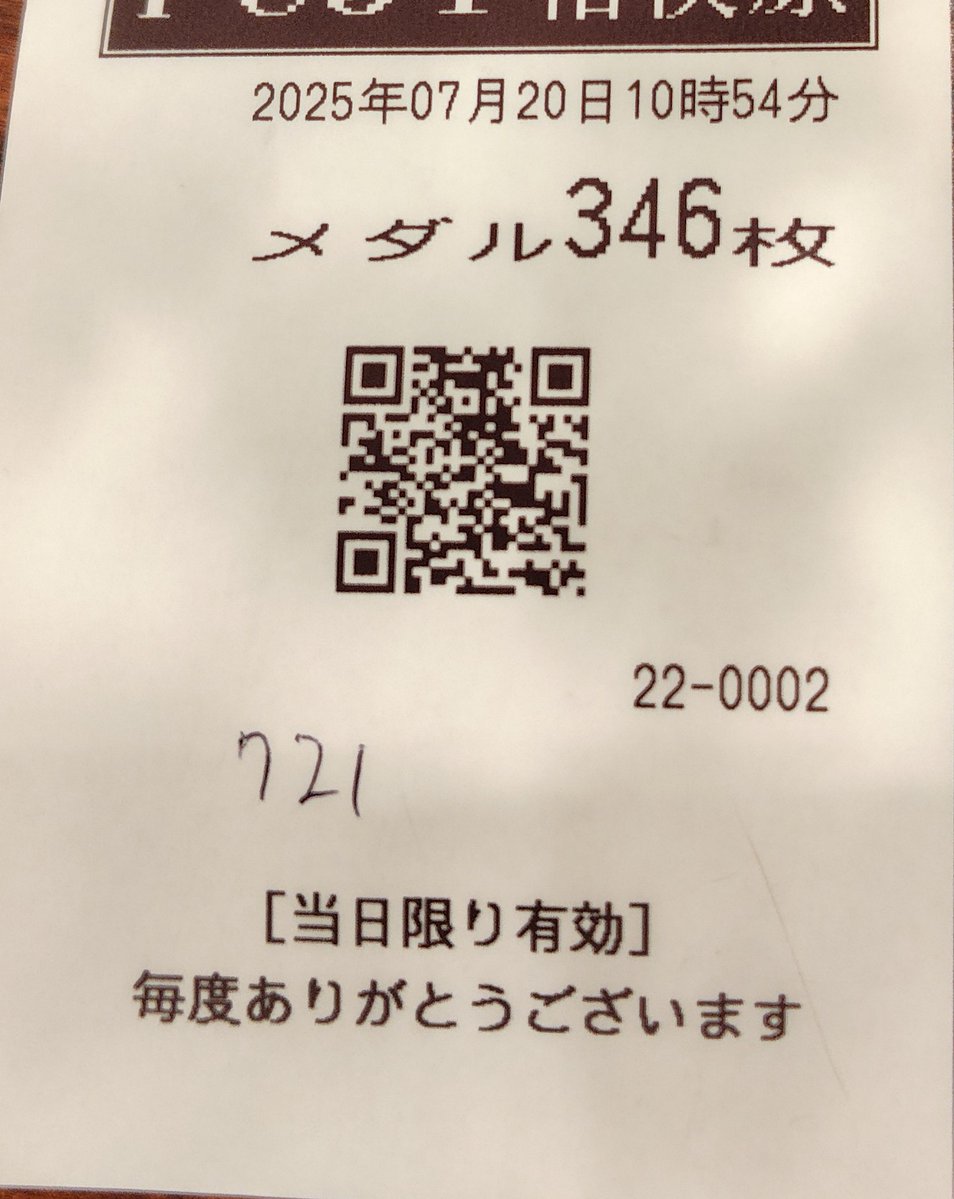 2025年07月20日10時54分
メダル346枚
22-0002
721
[当日限り有効]
毎度ありがとうございます